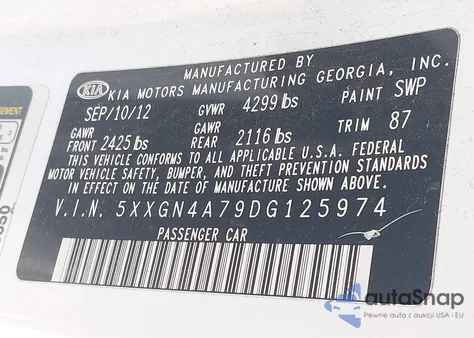 MANUFACTURED BY
KIA KIA MOTORS MANUFACTURING GEORGIA, INC.
SEP/10/12 GVWR 4299 lbs PAINT SWP
GAWR FRONT 2425 lbs GAWR REAR 2116 lbs TRIM 87
THIS VEHICLE CONFORMS TO ALL APPLICABLE U.S.A. FEDERAL
MOTOR VEHICLE SAFETY, BUMPER, AND THEFT PREVENTION STANDARDS
IN EFFECT ON THE DATE OF MANUFACTURE SHOWN ABOVE.
V.I.N. 5XXGN4A79DG125974
PASSENGER CAR
autoSnap
Pewne auta z aukcji USA i EU